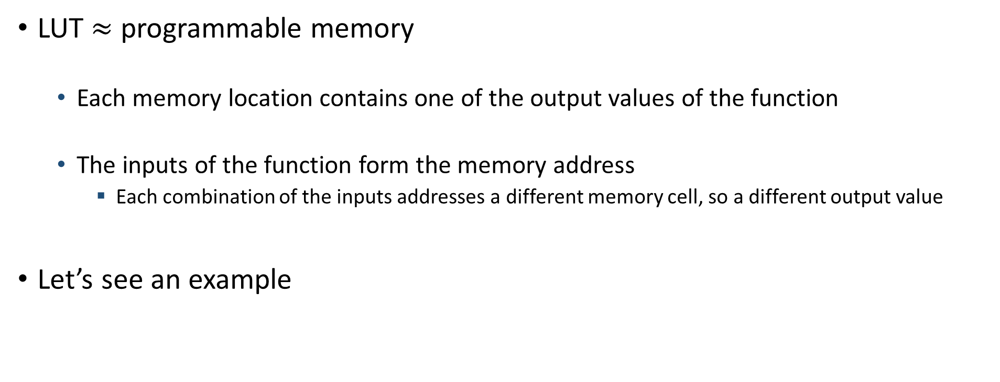 • LUT ≈ programmable memory
• Each memory location contains one of the output values of the function
• The inputs of the function form the memory address
▪ Each combination of the inputs addresses a different memory cell, so a different output value
• Let’s see an example